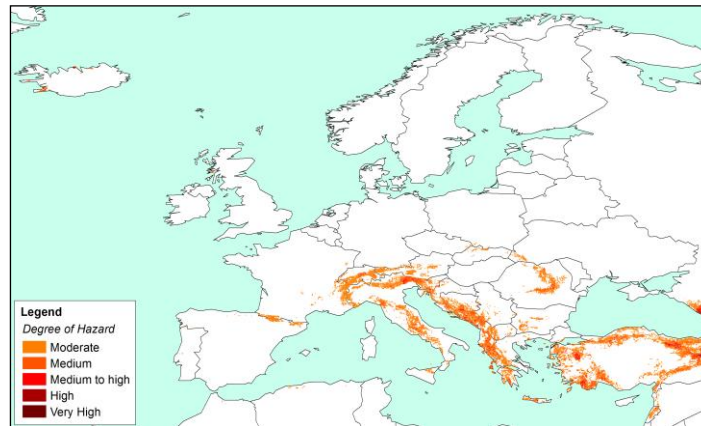 Legend
Degree of Hazard
Moderate
Medium
Medium to high
High
Very High